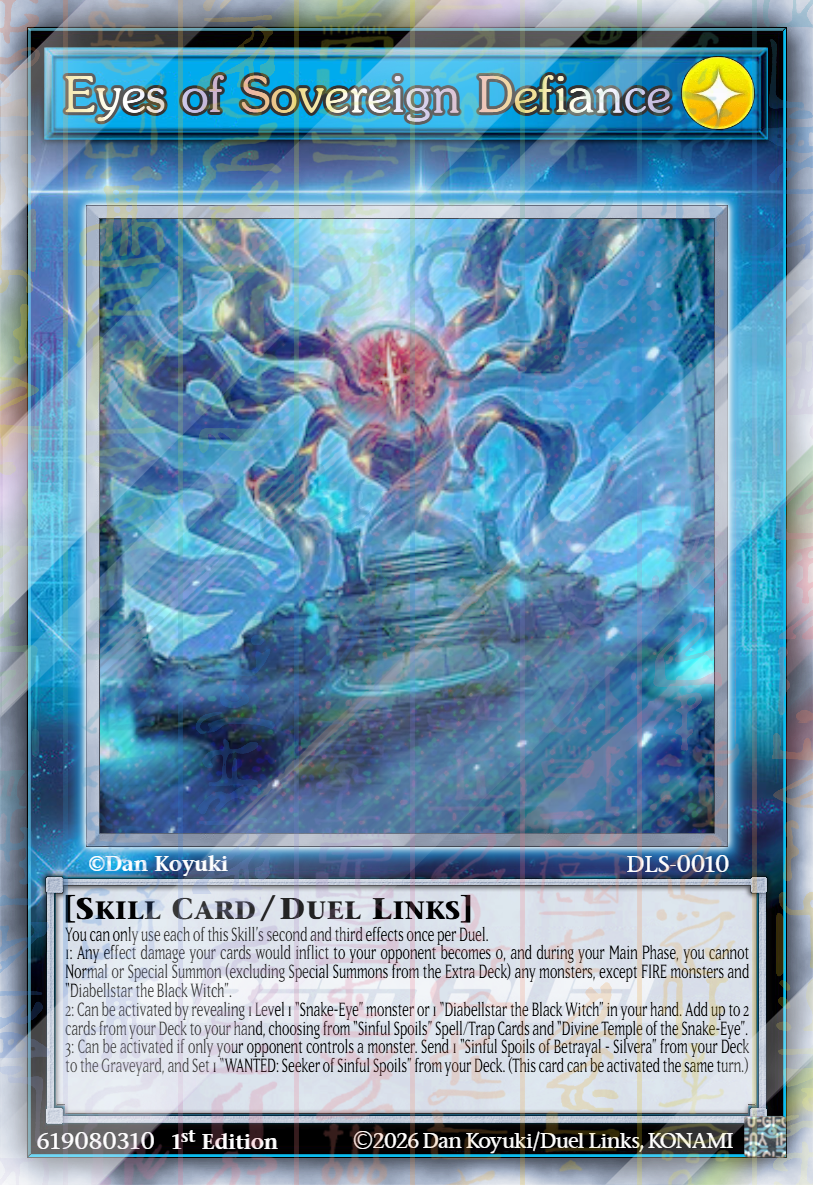 Eyes of Sovereign Defiance
©Dan Koyuki
DLS-0010
[Skill Card/Duel Links]
You can only use each of this Skill's second and third effects once per Duel.
1: Any effect damage your cards would inflict to your opponent becomes 0, and during your Main Phase, you cannot
Normal or Special Summon (excluding Special Summons from the Extra Deck) any monsters, except FIRE monsters and
"Diabellstar the Black Witch".
2: Can be activated by revealing 1 Level 1 "Snake-Eye" monster or 1 "Diabellstar the Black Witch" in your hand. Add up to 2
cards from your Deck to your hand, choosing from "Sinful Spoils" Spell/Trap Cards and "Divine Temple of the Snake-Eye".
3: Can be activated if only your opponent controls a monster. Send 1 "Sinful Spoils of Betrayal - Silvera" from your Deck
to the Graveyard, and Set 1 "WANTED: Seeker of Sinful Spoils" from your Deck. (This card can be activated the same turn.)
619080310 1st Edition
©2026 Dan Koyuki/Duel Links, KONAMI